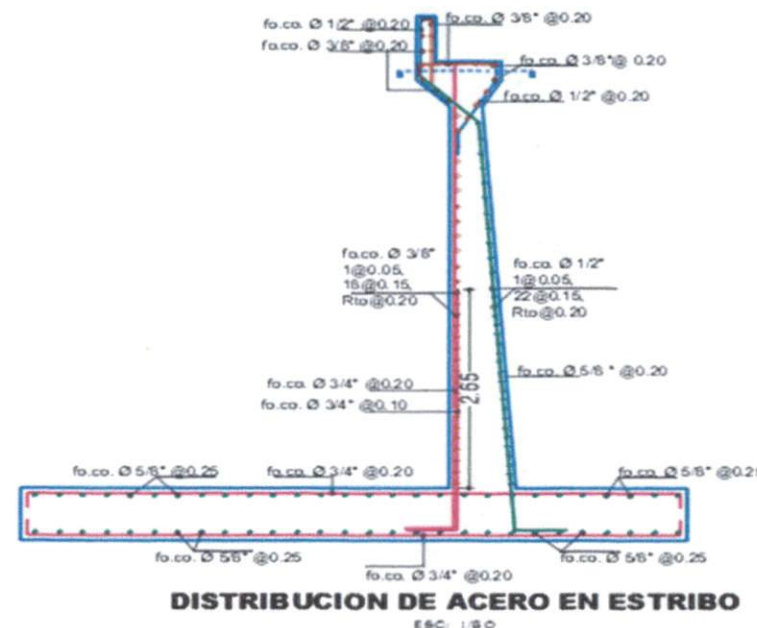 fo.co. Ø 1/2" @0.20
fo.co. Ø 3/8" @0.20
fo.co. Ø 3/8" @0.20
fo.co. Ø 3/8"@ 0.20
fo.co. Ø 1/2" @0.20
fo.co. Ø 3/8"
1@0.05,
18@0.15,
Rto@0.20
fo.co. Ø 1/2"
1@0.05,
22@0.15,
Rto@0.20
2.65
fo.co. Ø 5/8" @0.20
fo.co. Ø 3/4" @0.20
fo.co. Ø 3/4" @0.10
fo.co. Ø 5/8" @0.25
fo.co. Ø 3/4" @0.20
fo.co. Ø 5/8"
fo.co. Ø 5/8" @0.25
fo.co. Ø 5/8" @0.25
fo.co. Ø 3/4" @0.20
DISTRIBUCION DE ACERO EN ESTRIBO